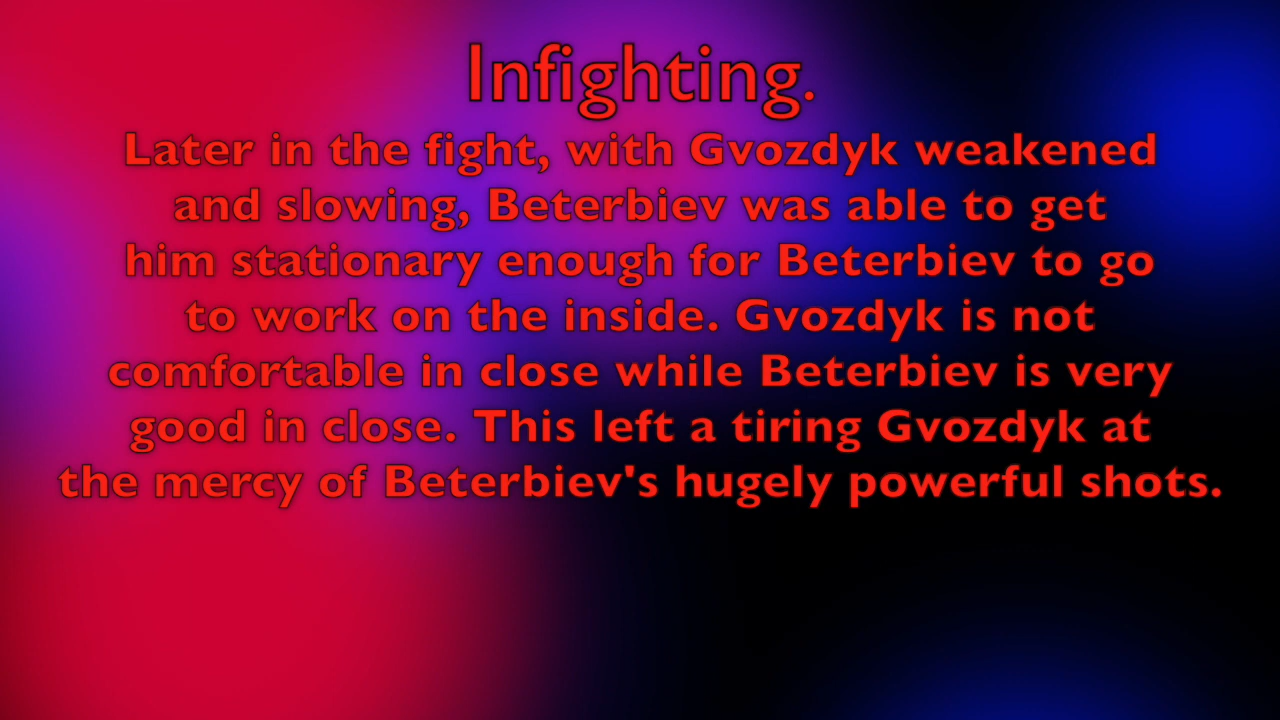 Infighting.
Later in the fight, with Gvozdyk weakened
and slowing, Beterbiev was able to get
him stationary enough for Beterbiev to go
to work on the inside. Gvozdyk is not
comfortable in close while Beterbiev is very
good in close. This left a tiring Gvozdyk at
the mercy of Beterbiev's hugely powerful shots.